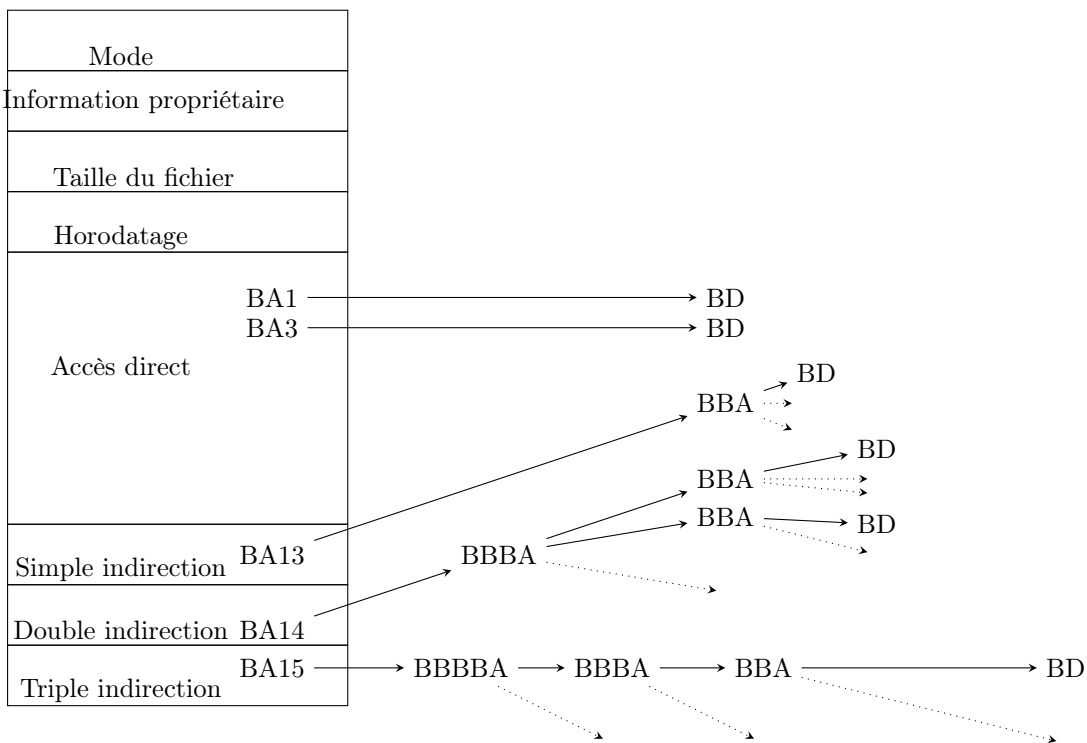 Mode
Information propriétaire
Taille du fichier
Horodatage
BA1 BD
BA3 BD
Accès direct
BD
BBA
BD
BBA
BBA BD
BA13 BBBA
Simple indirection
Double indirection BA14
BA15 BBBBA BBBA BBA BD
Triple indirection